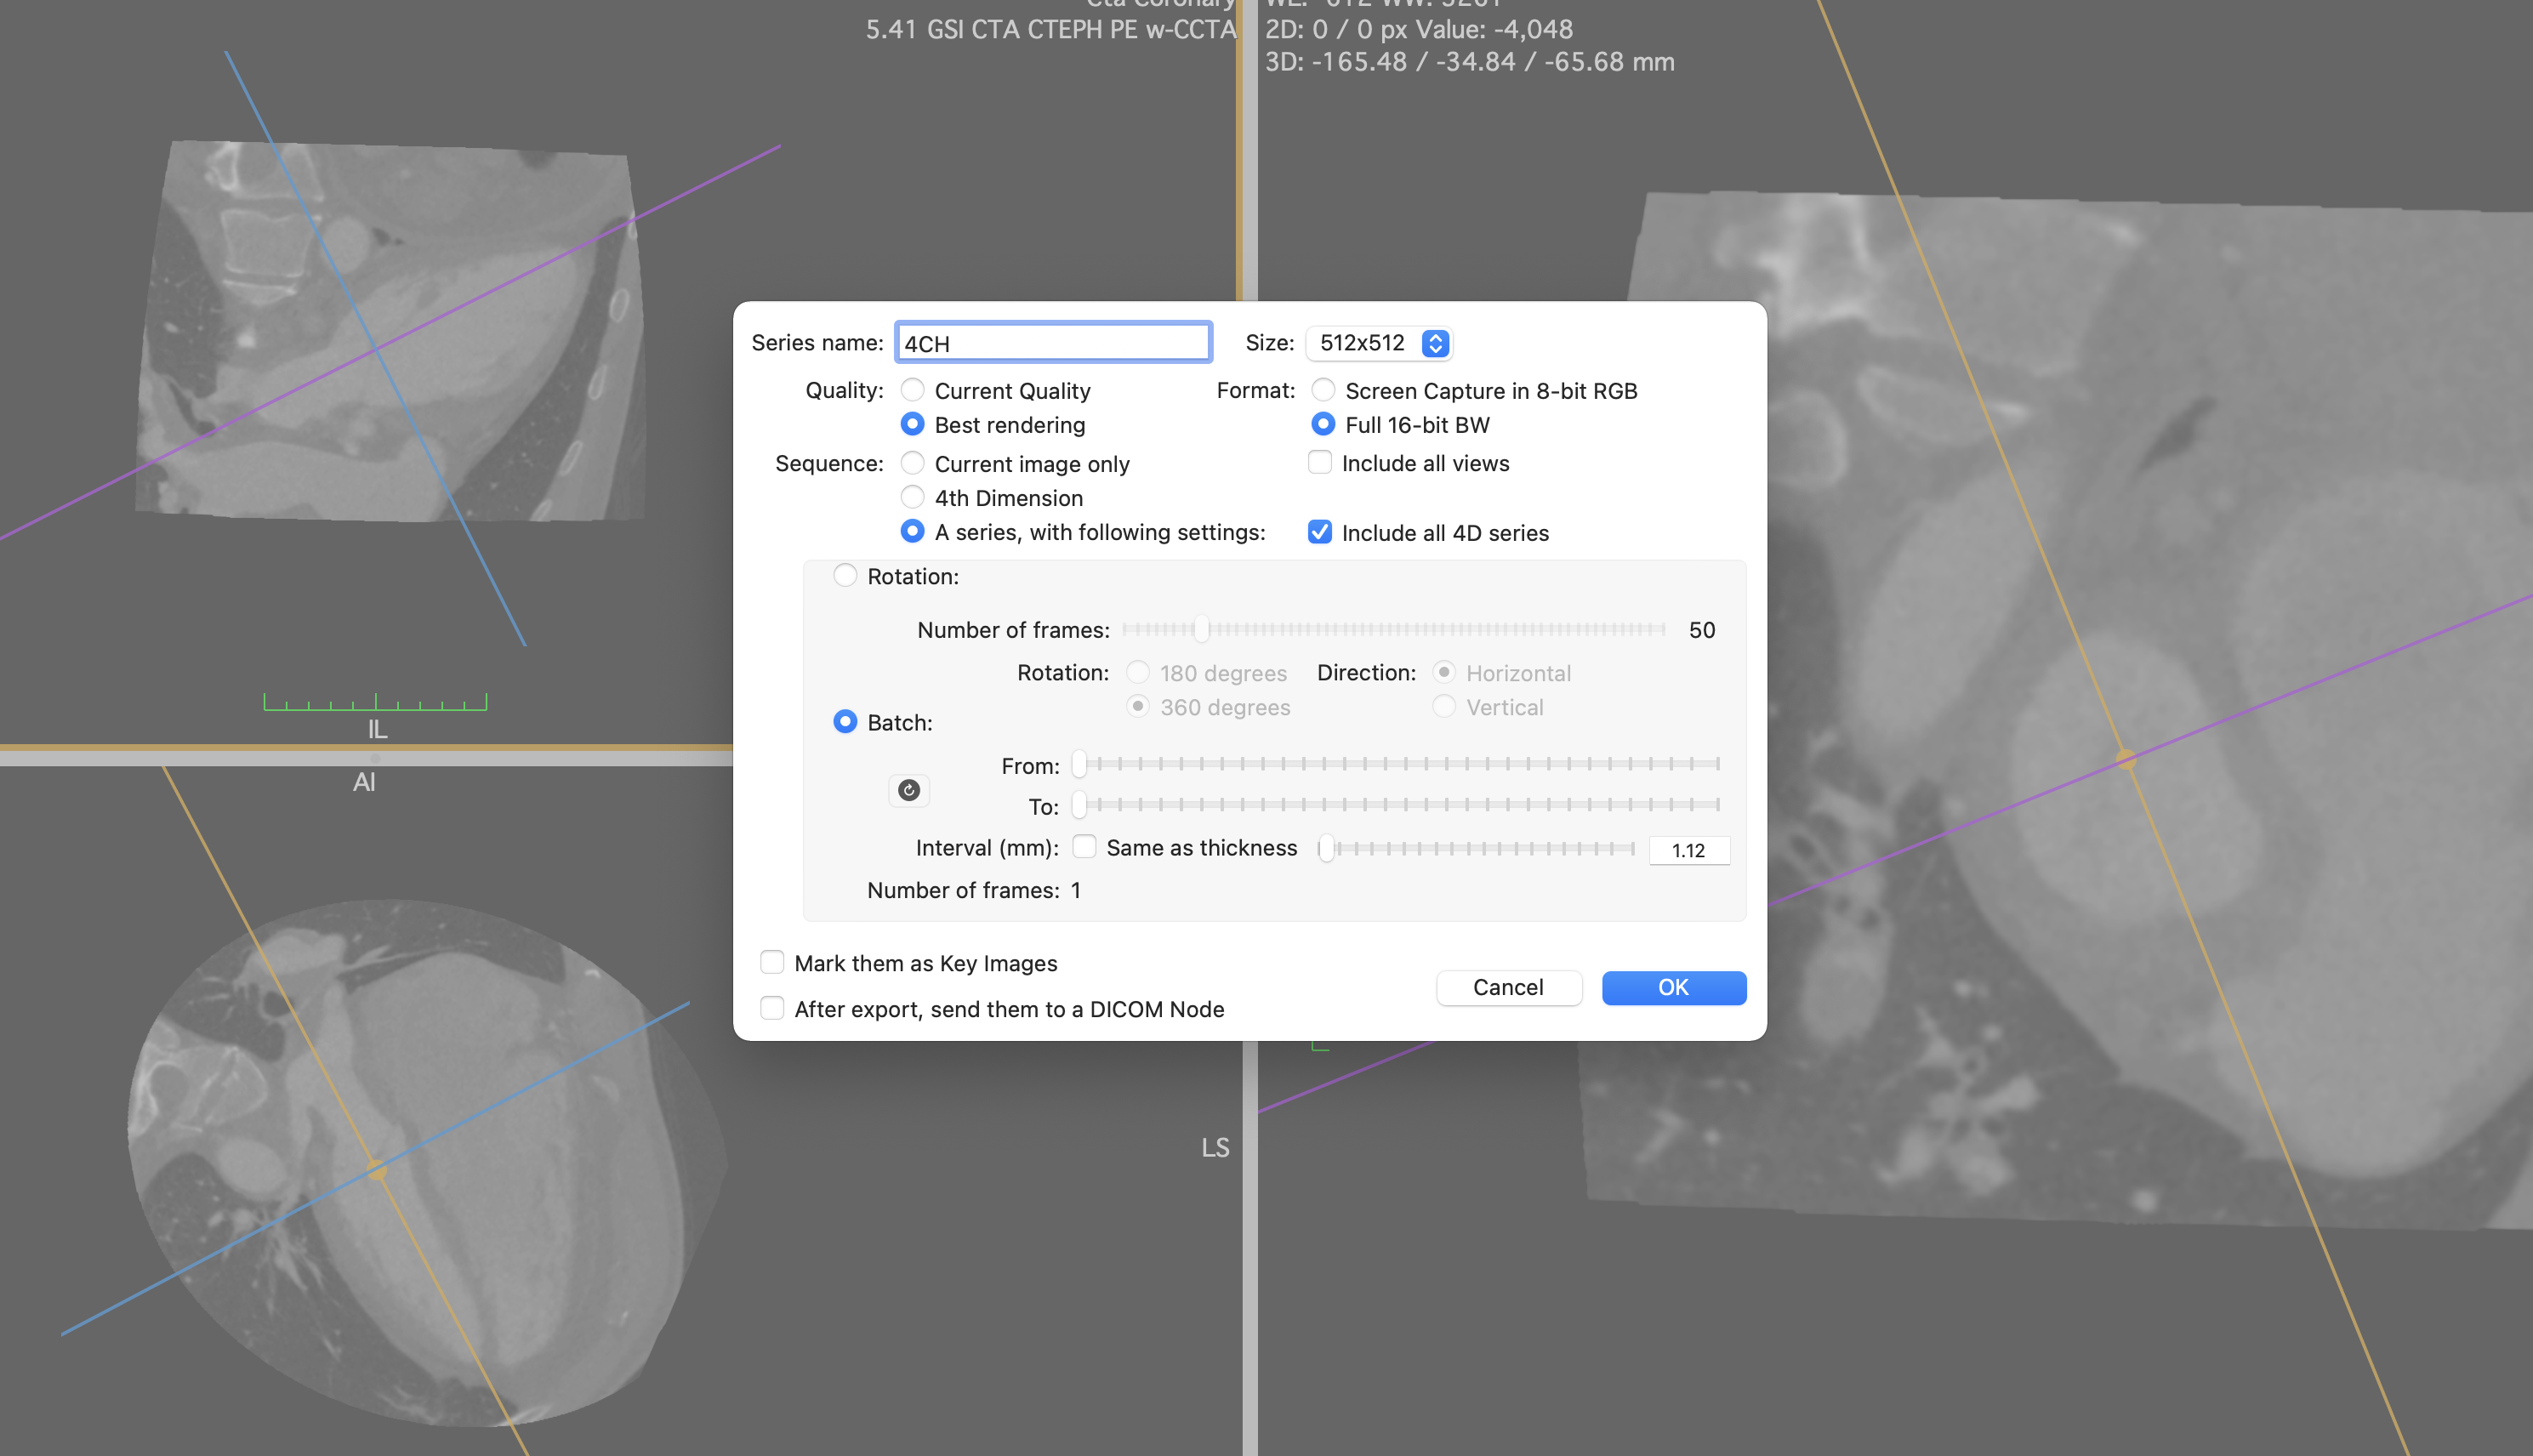 Cta Coronary
5.41 GSI CTA CTEPH PE w-CCTA
2D: 0 / 0 px Value: -4,048
3D: -165.48 / -34.84 / -65.68 mm
Series name: 4CH
Size: 512x512
Quality: Current Quality
Best rendering
Format: Screen Capture in 8-bit RGB
Full 16-bit BW
Sequence: Current image only
Include all views
4th Dimension
A series, with following settings:
Include all 4D series
Rotation:
Number of frames: 50
Rotation: 180 degrees
360 degrees
Direction: Horizontal
Vertical
Batch:
From:
To:
Interval (mm): Same as thickness 1.12
Number of frames: 1
Mark them as Key Images
After export, send them to a DICOM Node
Cancel
OK
IL
AI
LS